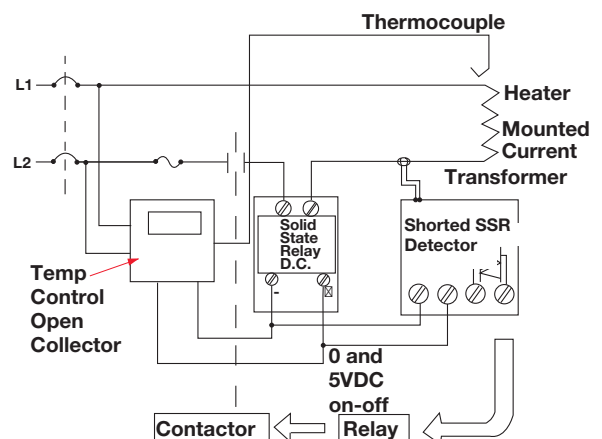 Thermocouple
L1
Heater
Mounted
Current
Transformer
L2
Solid
State
Relay
D.C.
-
Shorted SSR
Detector
Temp
Control
Open
Collector
0 and
5VDC
on-off
Contactor
Relay